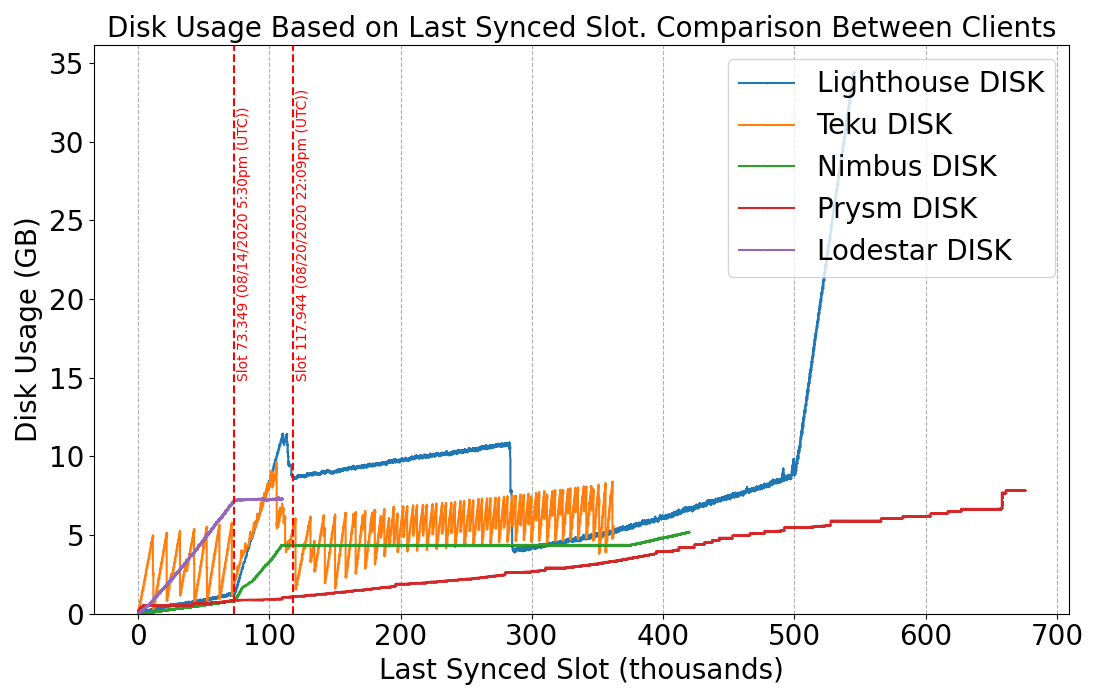 Disk Usage Based on Last Synced Slot. Comparison Between Clients
Disk Usage (GB)
35
30
25
20
15
10
5
0
Slot 73.349 (08/14/2020 5:30pm (UTC))
Slot 117.944 (08/20/2020 22:09pm (UTC))
Lighthouse DISK
Teku DISK
Nimbus DISK
Prysm DISK
Lodestar DISK
0 100 200 300 400 500 600 700
Last Synced Slot (thousands)